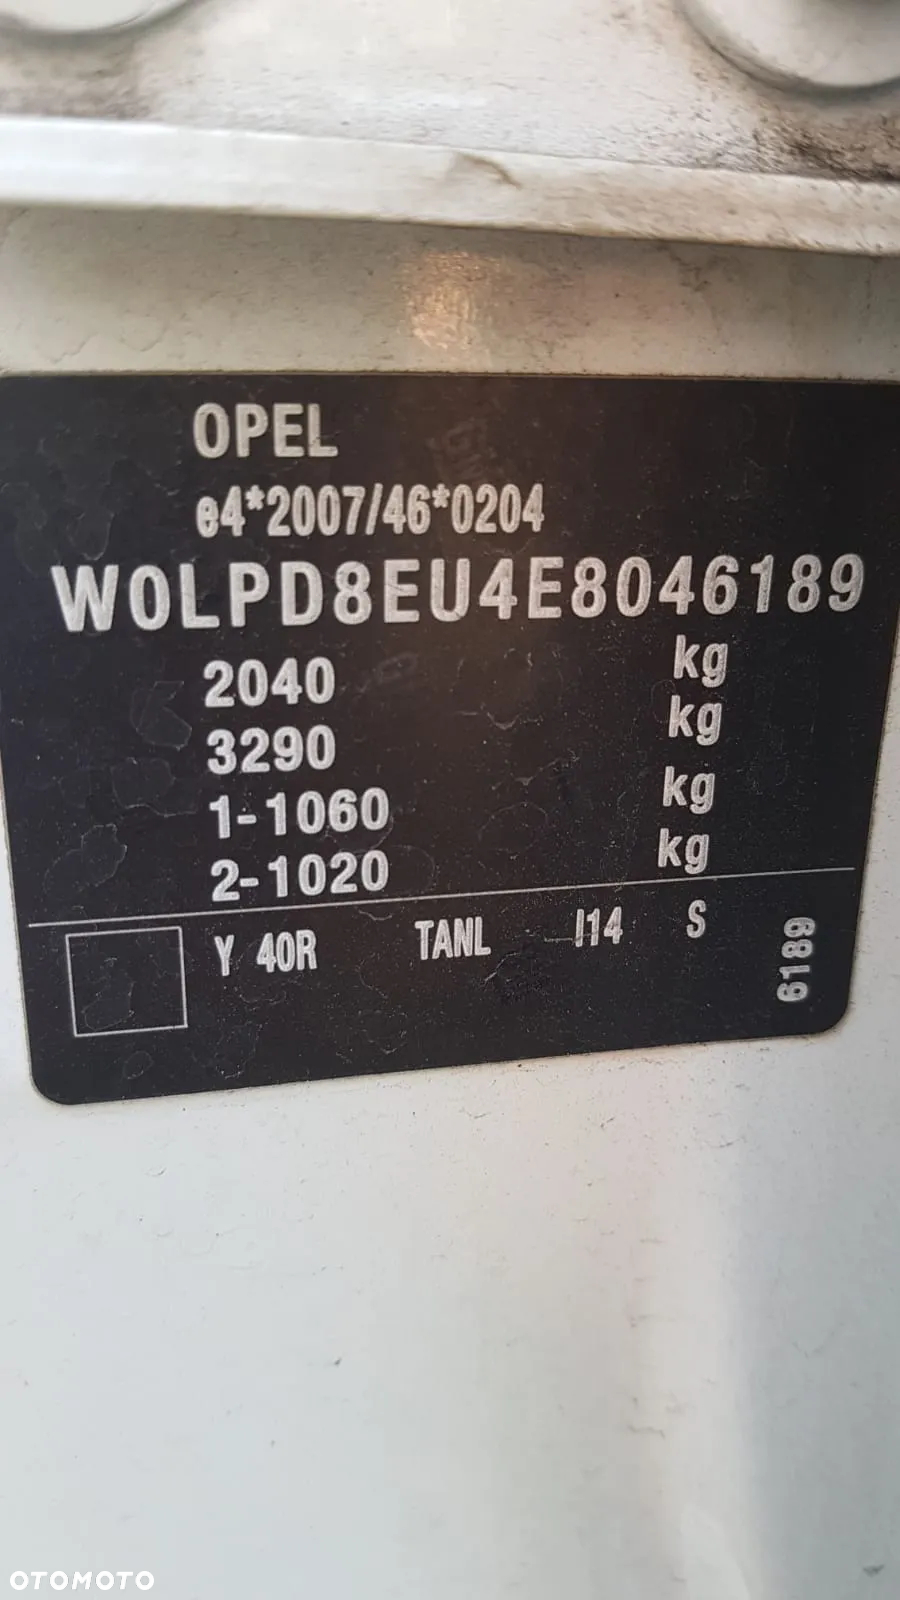 OPEL
e4*2007/46*0204
W0LPD8EU4E8046189
2040 kg
3290 kg
1-1060 kg
2-1020 kg
Y 40R TANL I14 S
6189
OTOMOTO